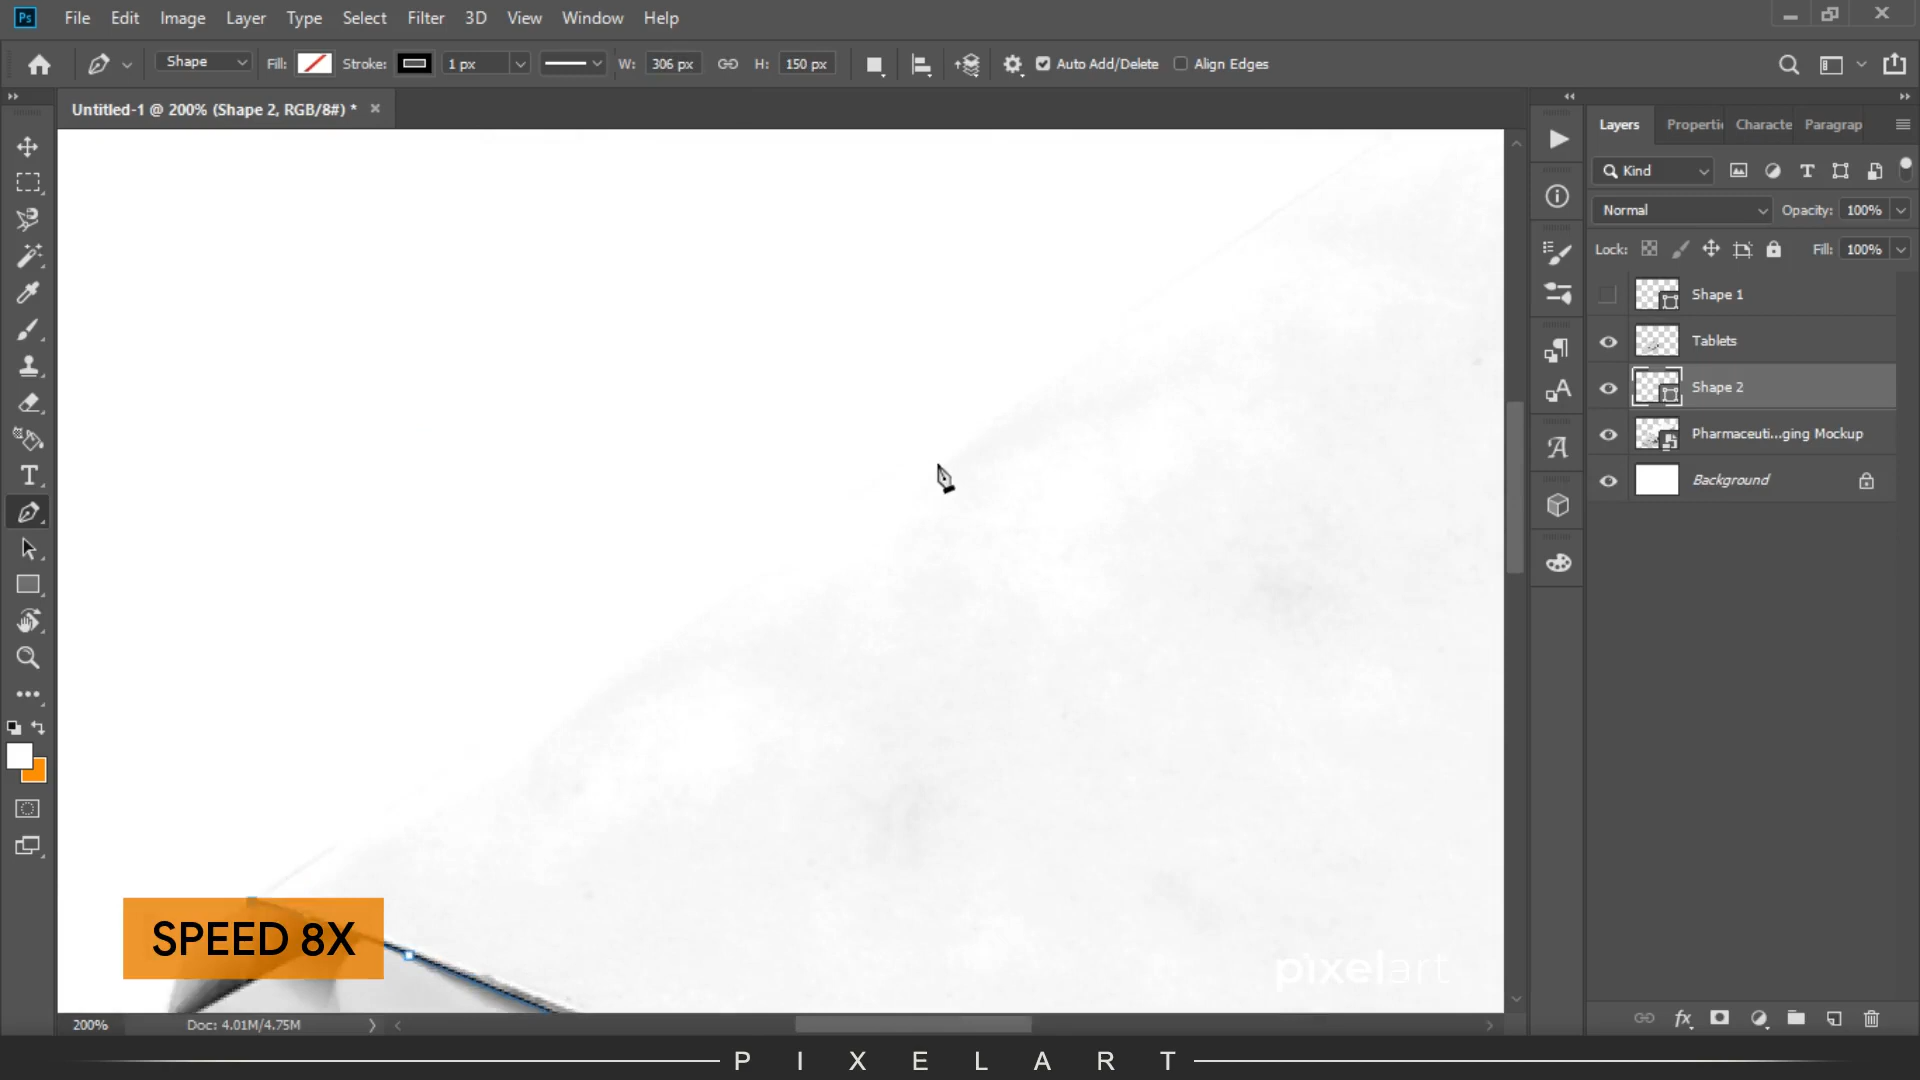 Ps File Edit Image Layer Type Select Filter 3D View Window Help
Shape Fill: Stroke: 1 px W: 306 px H: 150 px Auto Add/Delete Align Edges
Untitled-1 @ 200% (Shape 2, RGB/8#) *
Layers Properti Characte Paragrap
Kind
Normal Opacity: 100%
Lock: Fill: 100%
Shape 1
Tablets
Shape 2
Pharmaceuti...ging Mockup
Background
SPEED 8X
pixelart
200% Doc: 4.01M/4.75M
PIXELART